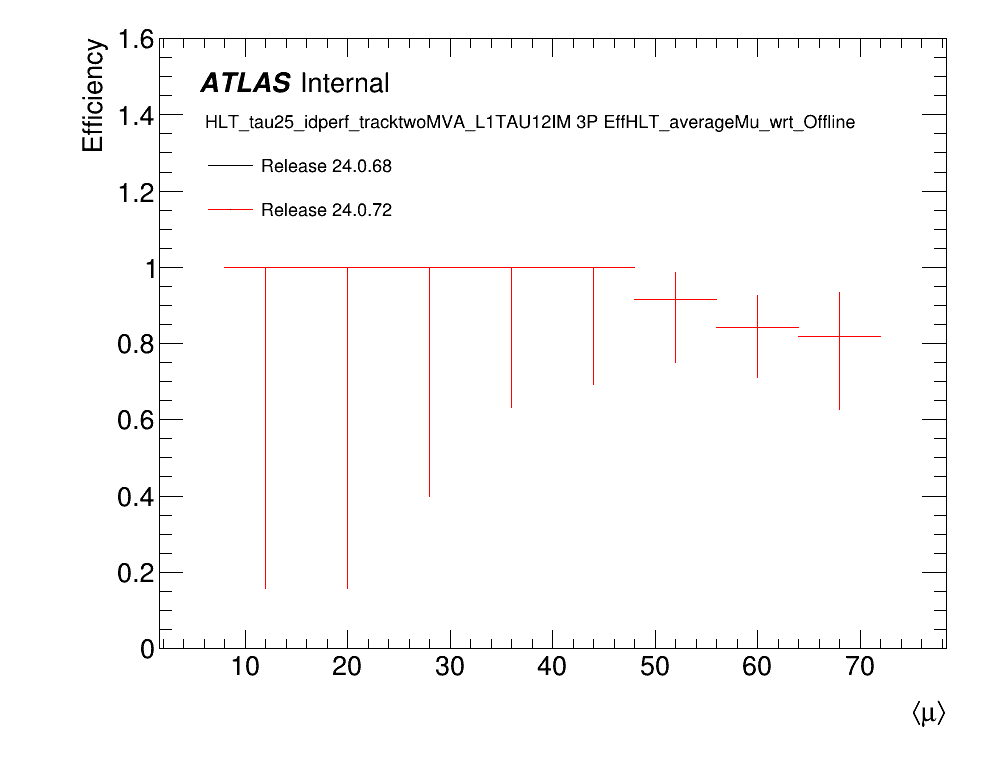 Efficiency
1.6
1.4
1.2
1
0.8
0.6
0.4
0.2
0
ATLAS Internal
HLT_tau25_idperf_tracktwoMVA_L1TAU12IM 3P EffHLT_averageMu_wrt_Offline
Release 24.0.68
Release 24.0.72
10 20 30 40 50 60 70
⟨μ⟩